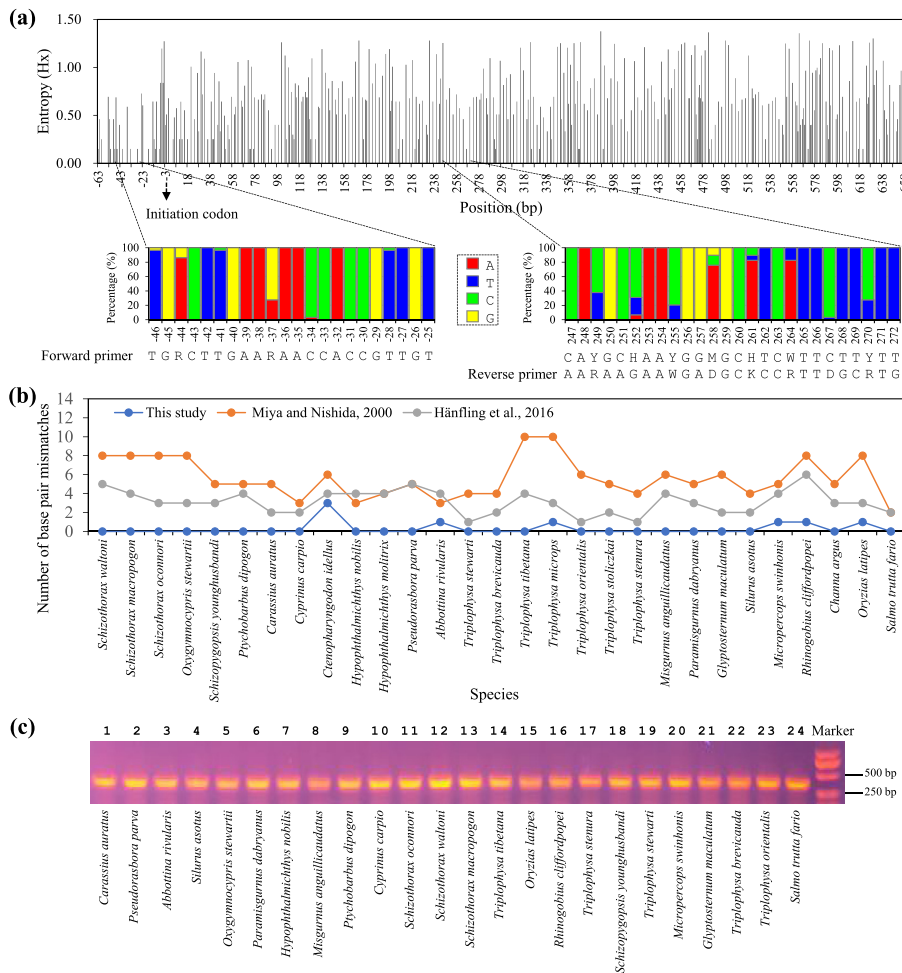 (a)
Entropy (Hx)
1.50
1.00
0.50
0.00
-63 -43 -23 -3 18 38 58 78 98 118 138 158 178 198 218 238 258 278 298 318 338 358 378 398 418 438 458 478 498 518 538 558 578 598 618 638
Position (bp)
Initiation codon
Percentage (%)
100
80
60
40
20
0
-46 -45 -44 -43 -42 -41 -40 -39 -38 -37 -36 -35 -34 -33 -32 -31 -30 -29 -28 -27 -26 -25
Forward primer T G R C T T G A A R A A C C A C C G T T G T
A
T
C
G
Percentage (%)
100
80
60
40
20
0
247 248 249 250 251 252 253 254 255 256 257 258 259 260 261 262 263 264 265 266 267 268 269 270 271 272
C A Y G C H A A Y G G M G C H T C W T T C T T Y T T
Reverse primer A A R A A G A A W G A D G C K C C R T T D G C R T G
(b)
Number of base pair mismatches
14
12
10
8
6
4
2
0
This study
Miya and Nishida, 2000
Hänfling et al., 2016
Schizothorax waltoni
Schizothorax macropogon
Schizothorax oconnori
Oxygymnocypris stewartii
Schizopygopsis younghusbandi
Ptychobarbus dipogon
Carassius auratus
Cyprinus carpio
Ctenopharyngodon idellus
Hypophthalmichthys nobilis
Hypophthalmichthys molitrix
Pseudorasbora parva
Abbottina rivularis
Triplophysa stewarti
Triplophysa brevicauda
Triplophysa tibetana
Triplophysa microps
Triplophysa orientalis
Triplophysa stoliczkai
Triplophysa stenura
Misgurnus anguillicaudatus
Paramisgurnus dabryanus
Glyptosternum maculatum
Silurus asotus
Micropercops swinhonis
Rhinogobius cliffordpopei
Channa argus
Oryzias latipes
Salmo trutta fario
Species
(c)
1 2 3 4 5 6 7 8 9 10 11 12 13 14 15 16 17 18 19 20 21 22 23 24 Marker
500 bp
250 bp
Carassius auratus
Pseudorasbora parva
Abbottina rivularis
Silurus asotus
Oxygymnocypris stewartii
Paramisgurnus dabryanus
Hypophthalmichthys nobilis
Misgurnus anguillicaudatus
Ptychobarbus dipogon
Cyprinus carpio
Schizothorax oconnori
Schizothorax waltoni
Schizothorax macropogon
Triplophysa tibetana
Oryzias latipes
Rhinogobius cliffordpopei
Triplophysa stenura
Schizopygopsis younghusbandi
Triplophysa stewarti
Micropercops swinhonis
Glyptosternum maculatum
Triplophysa brevicauda
Triplophysa orientalis
Salmo trutta fario